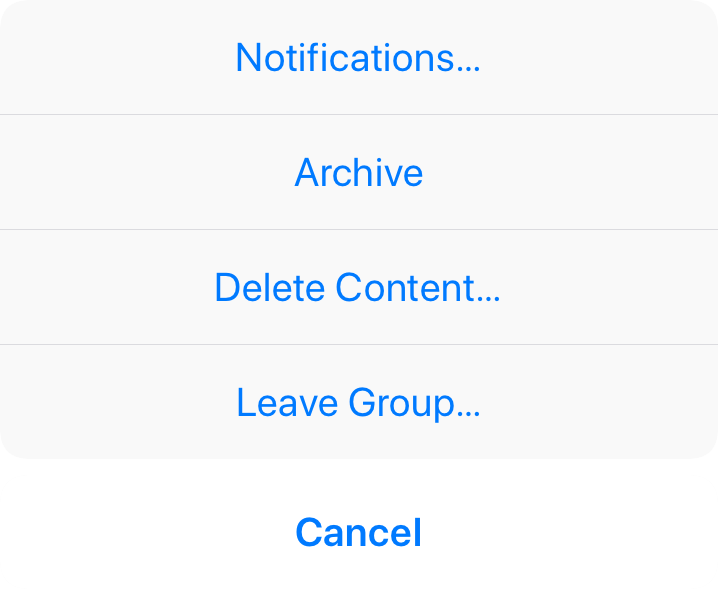 Notifications...
Archive
Delete Content...
Leave Group...
Cancel